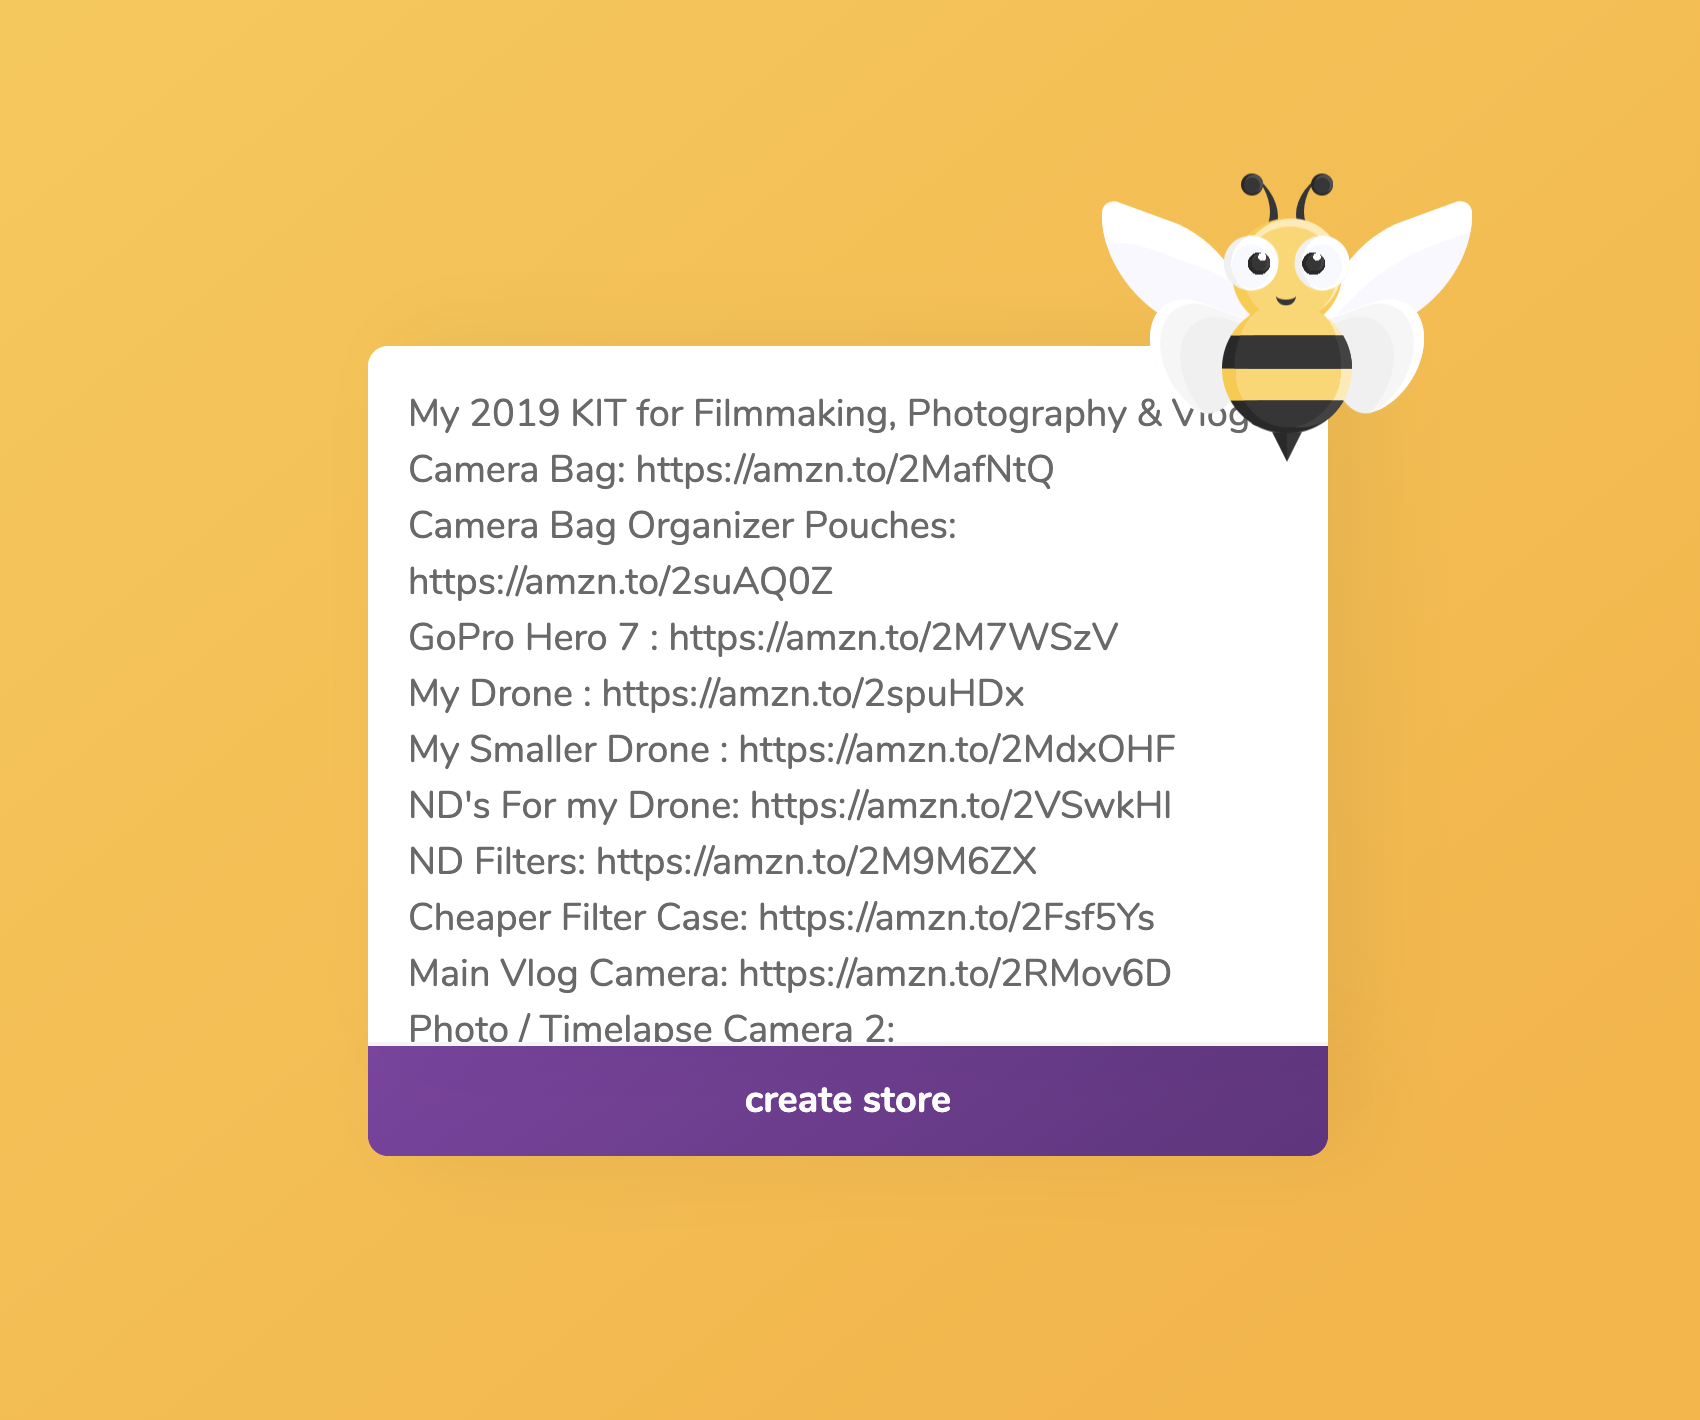 My 2019 KIT for Filmmaking, Photography & Vlog
Camera Bag: https://amzn.to/2MafNtQ
Camera Bag Organizer Pouches:
https://amzn.to/2suAQ0Z
GoPro Hero 7 : https://amzn.to/2M7WSzV
My Drone : https://amzn.to/2spuHDx
My Smaller Drone : https://amzn.to/2MdxOHF
ND's For my Drone: https://amzn.to/2VSwkHI
ND Filters: https://amzn.to/2M9M6ZX
Cheaper Filter Case: https://amzn.to/2Fsf5Ys
Main Vlog Camera: https://amzn.to/2RMov6D
Photo / Timelapse Camera 2:
create store